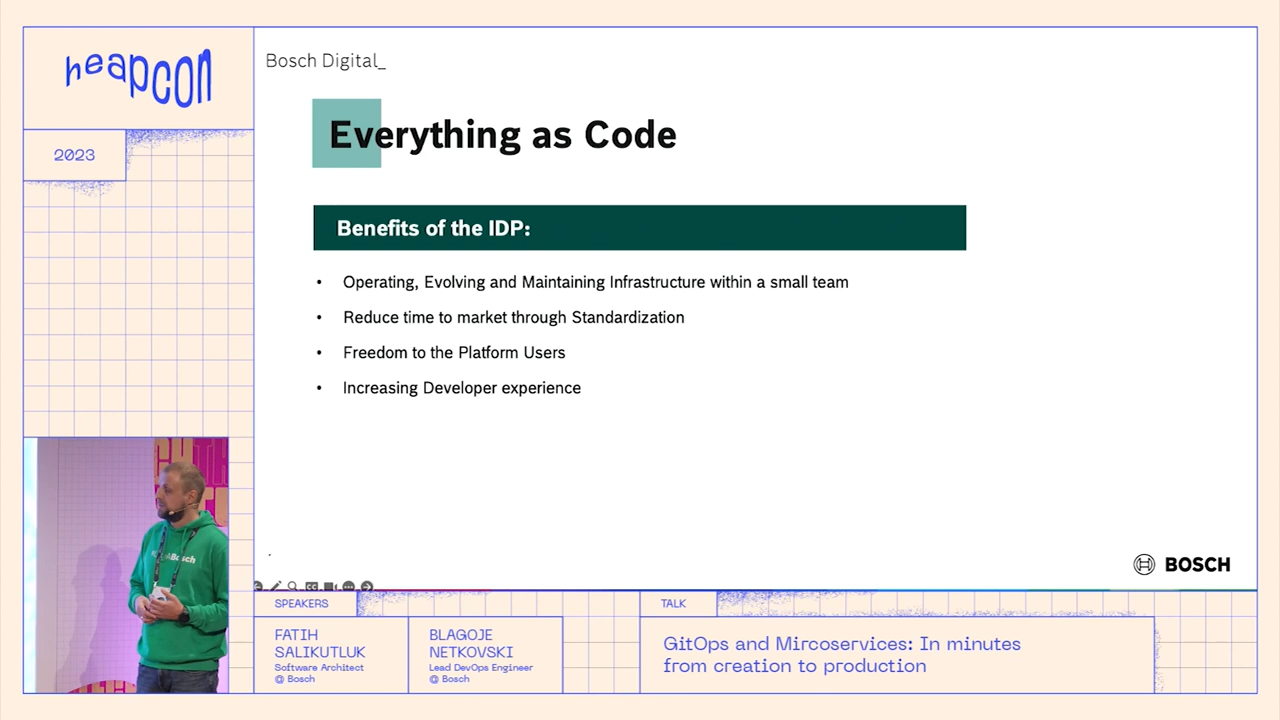 heapcon
2023
Bosch Digital_
Everything as Code
Benefits of the IDP:
• Operating, Evolving and Maintaining Infrastructure within a small team
• Reduce time to market through Standardization
• Freedom to the Platform Users
• Increasing Developer experience
BOSCH
SPEAKERS
FATIH
SALIKUTLUK
Software Architect
@ Bosch
BLAGOJE
NETKOVSKI
Lead DevOps Engineer
@ Bosch
TALK
GitOps and Mircoservices: In minutes
from creation to production